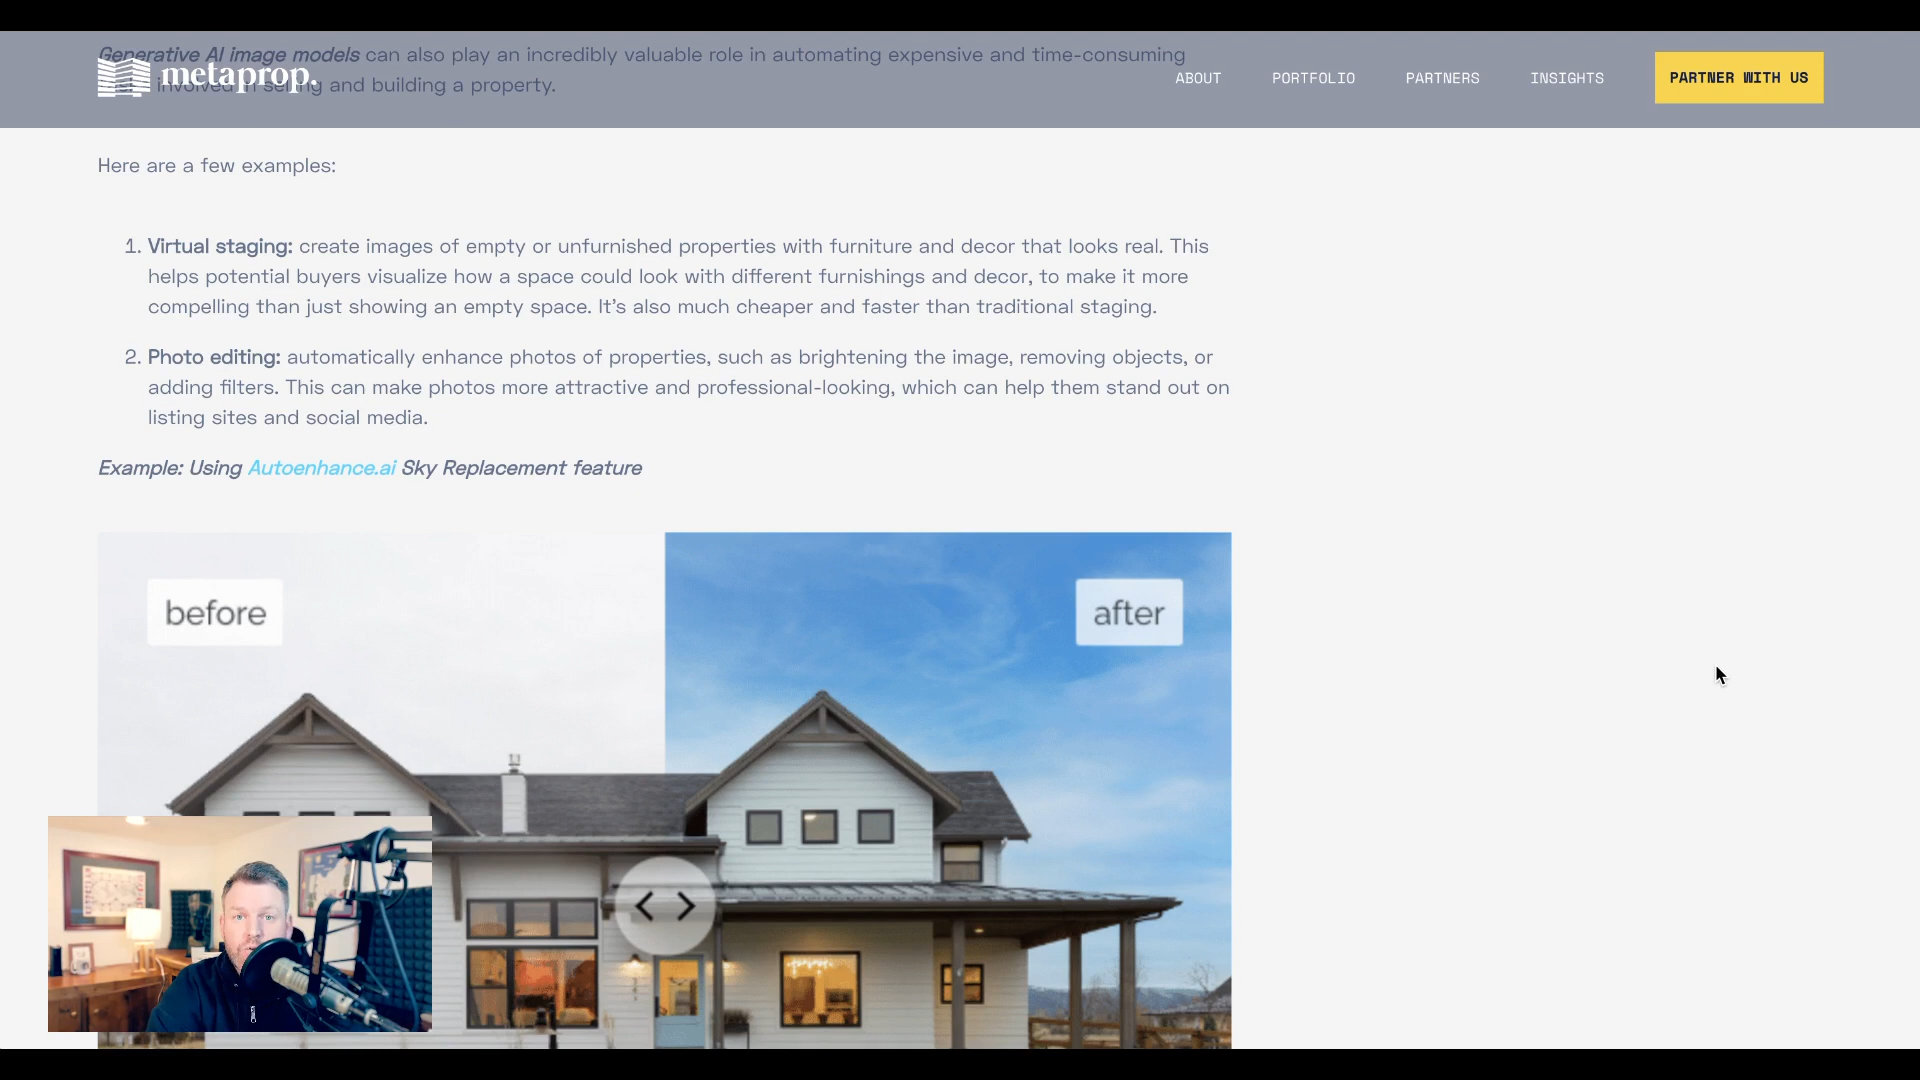 Generative AI image models can also play an incredibly valuable role in automating expensive and time-consuming
involved in selling and building a property.
metaprop.
ABOUT
PORTFOLIO
PARTNERS
INSIGHTS
PARTNER WITH US
Here are a few examples:
1. Virtual staging: create images of empty or unfurnished properties with furniture and decor that looks real. This
helps potential buyers visualize how a space could look with different furnishings and decor, to make it more
compelling than just showing an empty space. It’s also much cheaper and faster than traditional staging.
2. Photo editing: automatically enhance photos of properties, such as brightening the image, removing objects, or
adding filters. This can make photos more attractive and professional-looking, which can help them stand out on
listing sites and social media.
Example: Using Autoenhance.ai Sky Replacement feature
before
after